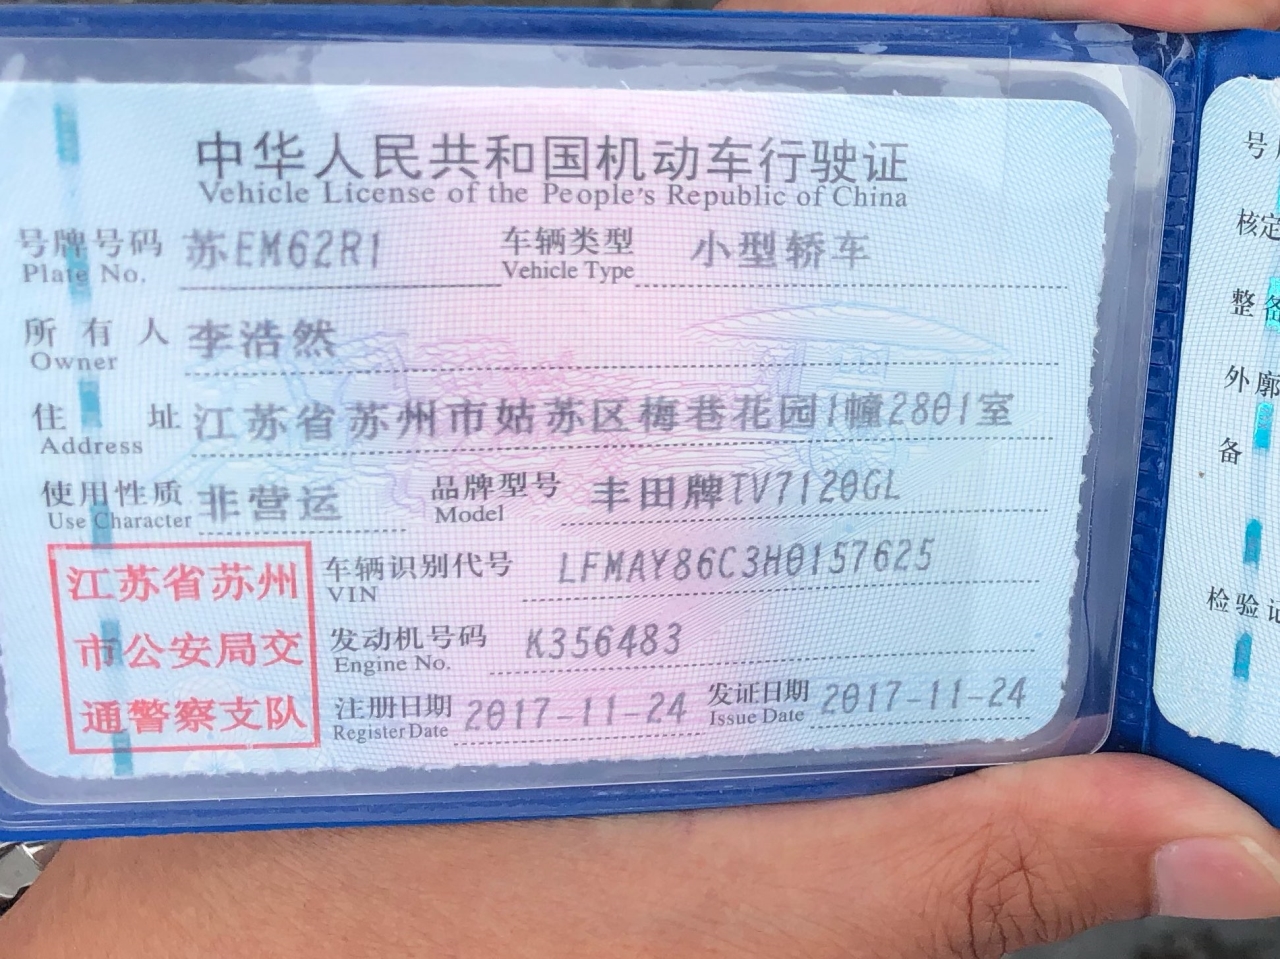 中华人民共和国机动车行驶证
Vehicle License of the People's Republic of China
号牌号码 苏EM62R1 车辆类型 小型轿车
Plate No. Vehicle Type
所有人 李浩然
Owner
住址 江苏省苏州市姑苏区梅巷花园1幢2801室
Address
使用性质 非营运 品牌型号 丰田牌TV7120GL
Use Character Model
江苏省苏州
市公安局交
通警察支队
车辆识别代号 LFMAY86C3H0157625
VIN
发动机号码 K356483
Engine No.
注册日期 2017-11-24 发证日期 2017-11-24
Register Date Issue Date
号
核定
整备
外廓
备
检验记